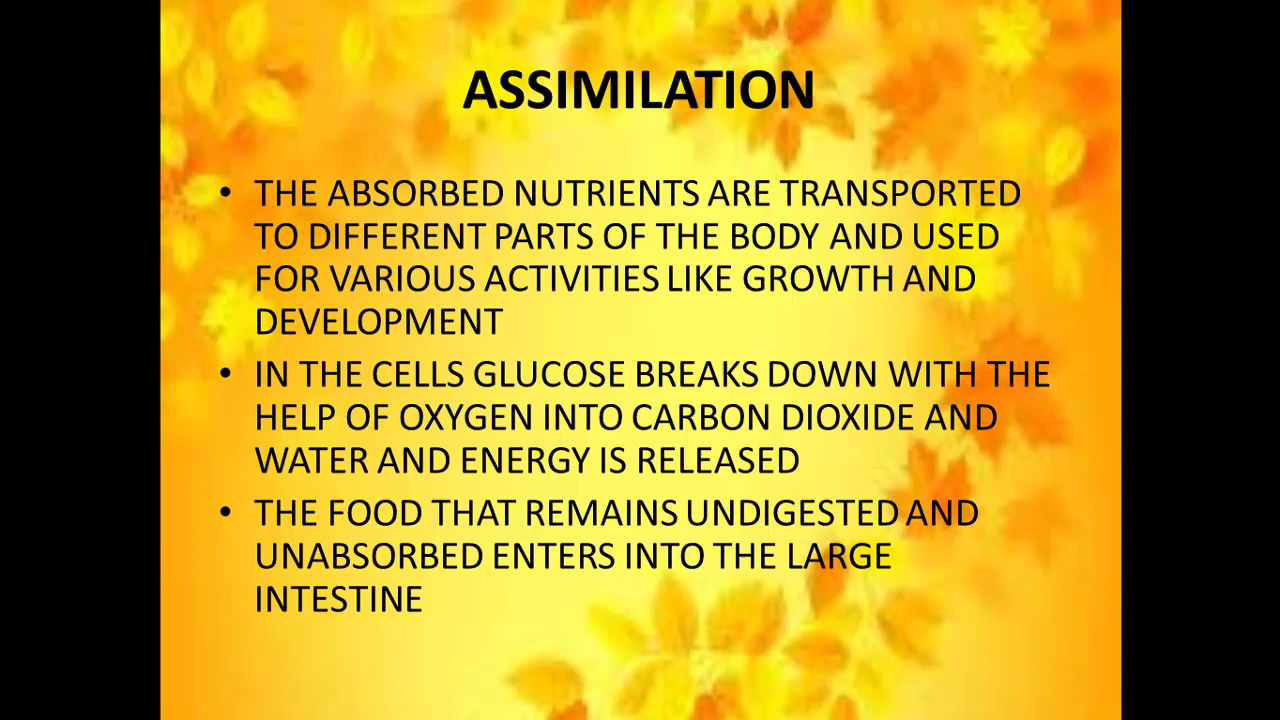 ASSIMILATION
• THE ABSORBED NUTRIENTS ARE TRANSPORTED
TO DIFFERENT PARTS OF THE BODY AND USED
FOR VARIOUS ACTIVITIES LIKE GROWTH AND
DEVELOPMENT
• IN THE CELLS GLUCOSE BREAKS DOWN WITH THE
HELP OF OXYGEN INTO CARBON DIOXIDE AND
WATER AND ENERGY IS RELEASED
• THE FOOD THAT REMAINS UNDIGESTED AND
UNABSORBED ENTERS INTO THE LARGE
INTESTINE